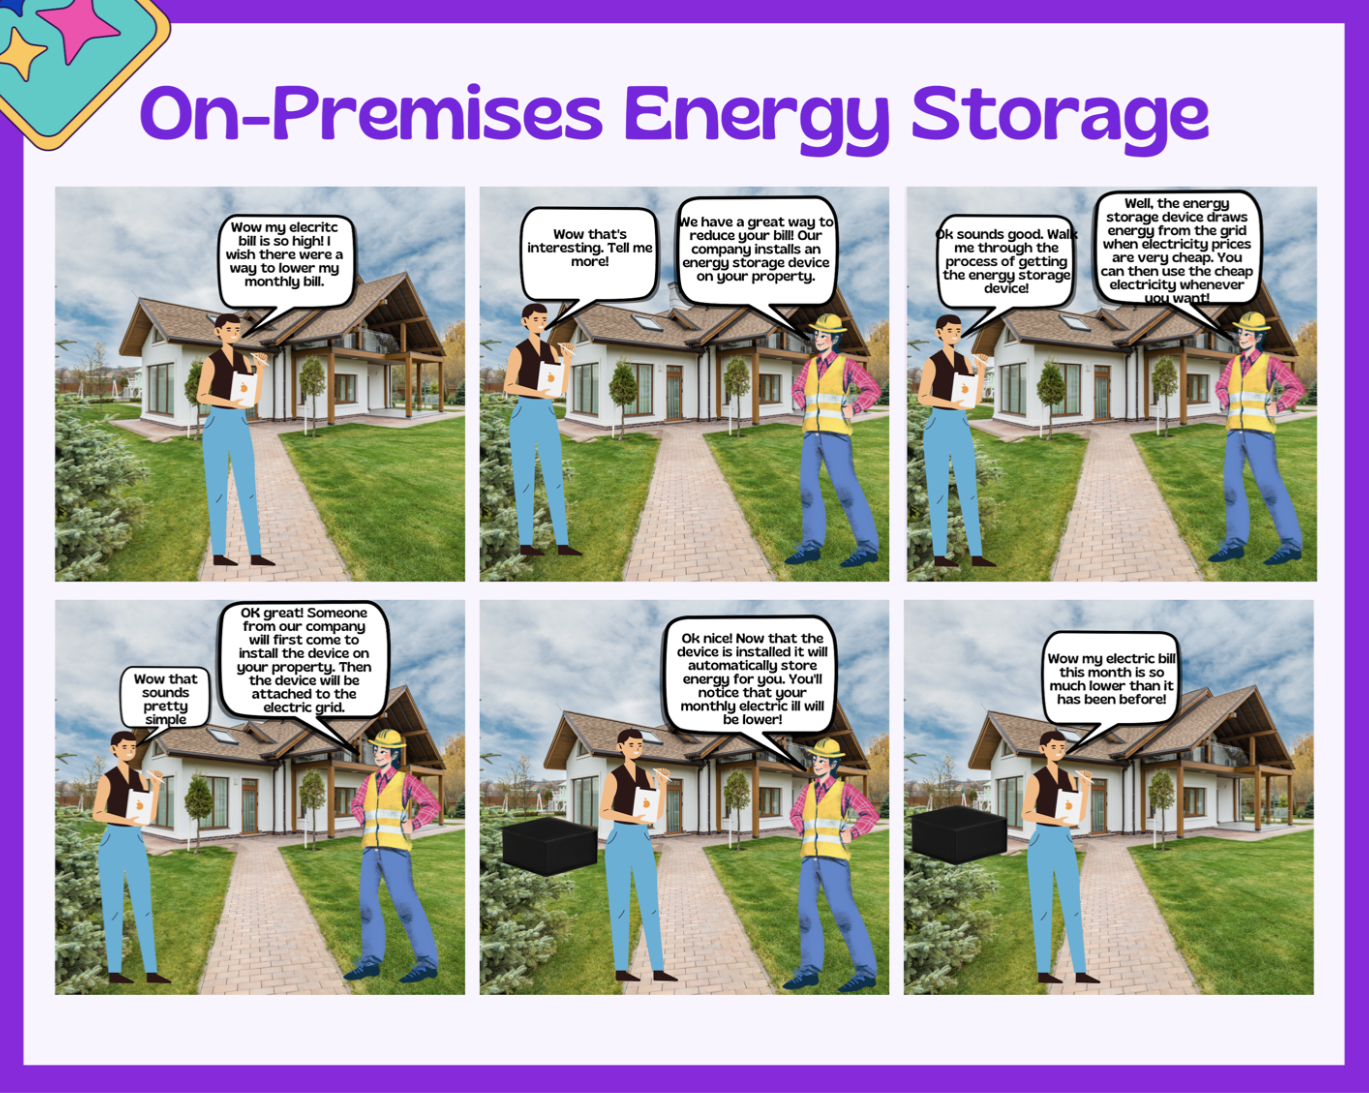 On-Premises Energy Storage
Wow my elecritc
bill is so high! I
wish there were a
way to lower my
monthly bill.
Wow that's
interesting. Tell me
more!
We have a great way to
reduce your bill! Our
company installs an
energy storage device
on your property.
Ok sounds good. Walk
me through the
process of getting
the energy storage
device!
Well, the energy
storage device draws
energy from the grid
when electricity prices
are very cheap. You
can then use the cheap
electricity whenever
you want!
Wow that
sounds
pretty
simple
OK great! Someone
from our company
will first come to
install the device on
your property. Then
the device will be
attached to the
electric grid.
Ok nice! Now that the
device is installed it will
automatically store
energy for you. You'll
notice that your
monthly electric ill will
be lower!
Wow my electric bill
this month is so
much lower than it
has been before!